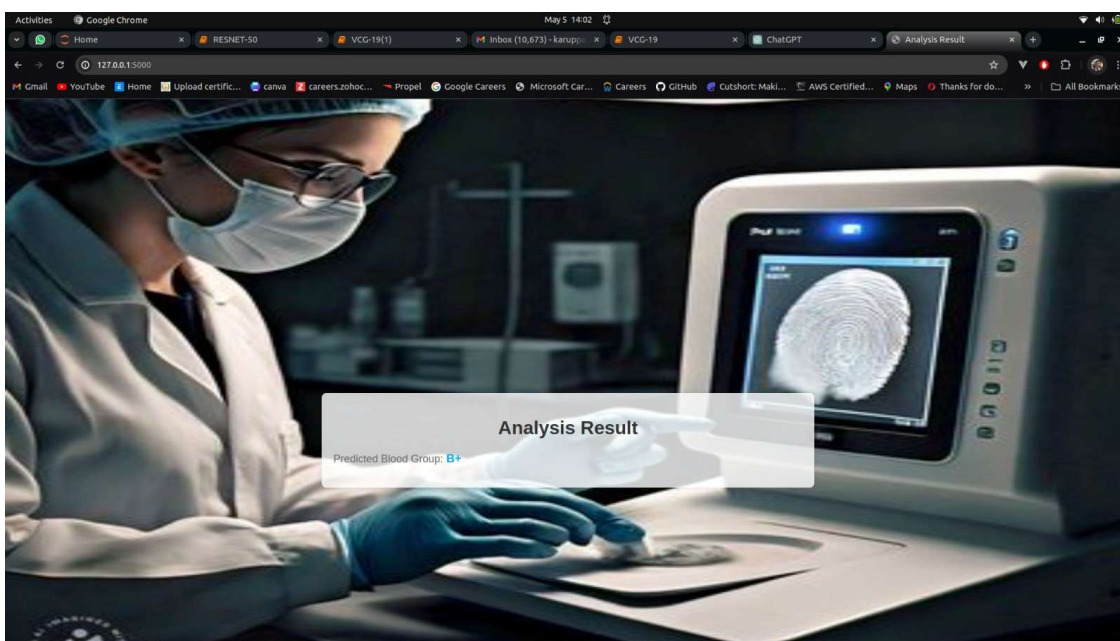 Activities Google Chrome May 5 14:02
Home RESNET-50 VCG-19(1) Inbox (10,673) - karuppa VCG-19 ChatGPT Analysis Result
127.0.0.1:5000
Gmail YouTube Home Upload certific... canva careers.zohoc... Propel Google Careers Microsoft Car... Careers GitHub Cutshort: Maki... AWS Certified... Maps Thanks for do... » All Bookmarks
Analysis Result
Predicted Blood Group: B+